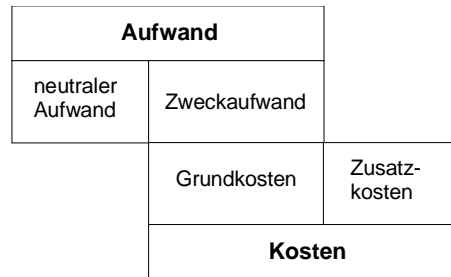 Aufwand
neutraler
Aufwand
Zweckaufwand
Grundkosten
Zusatz-
kosten
Kosten